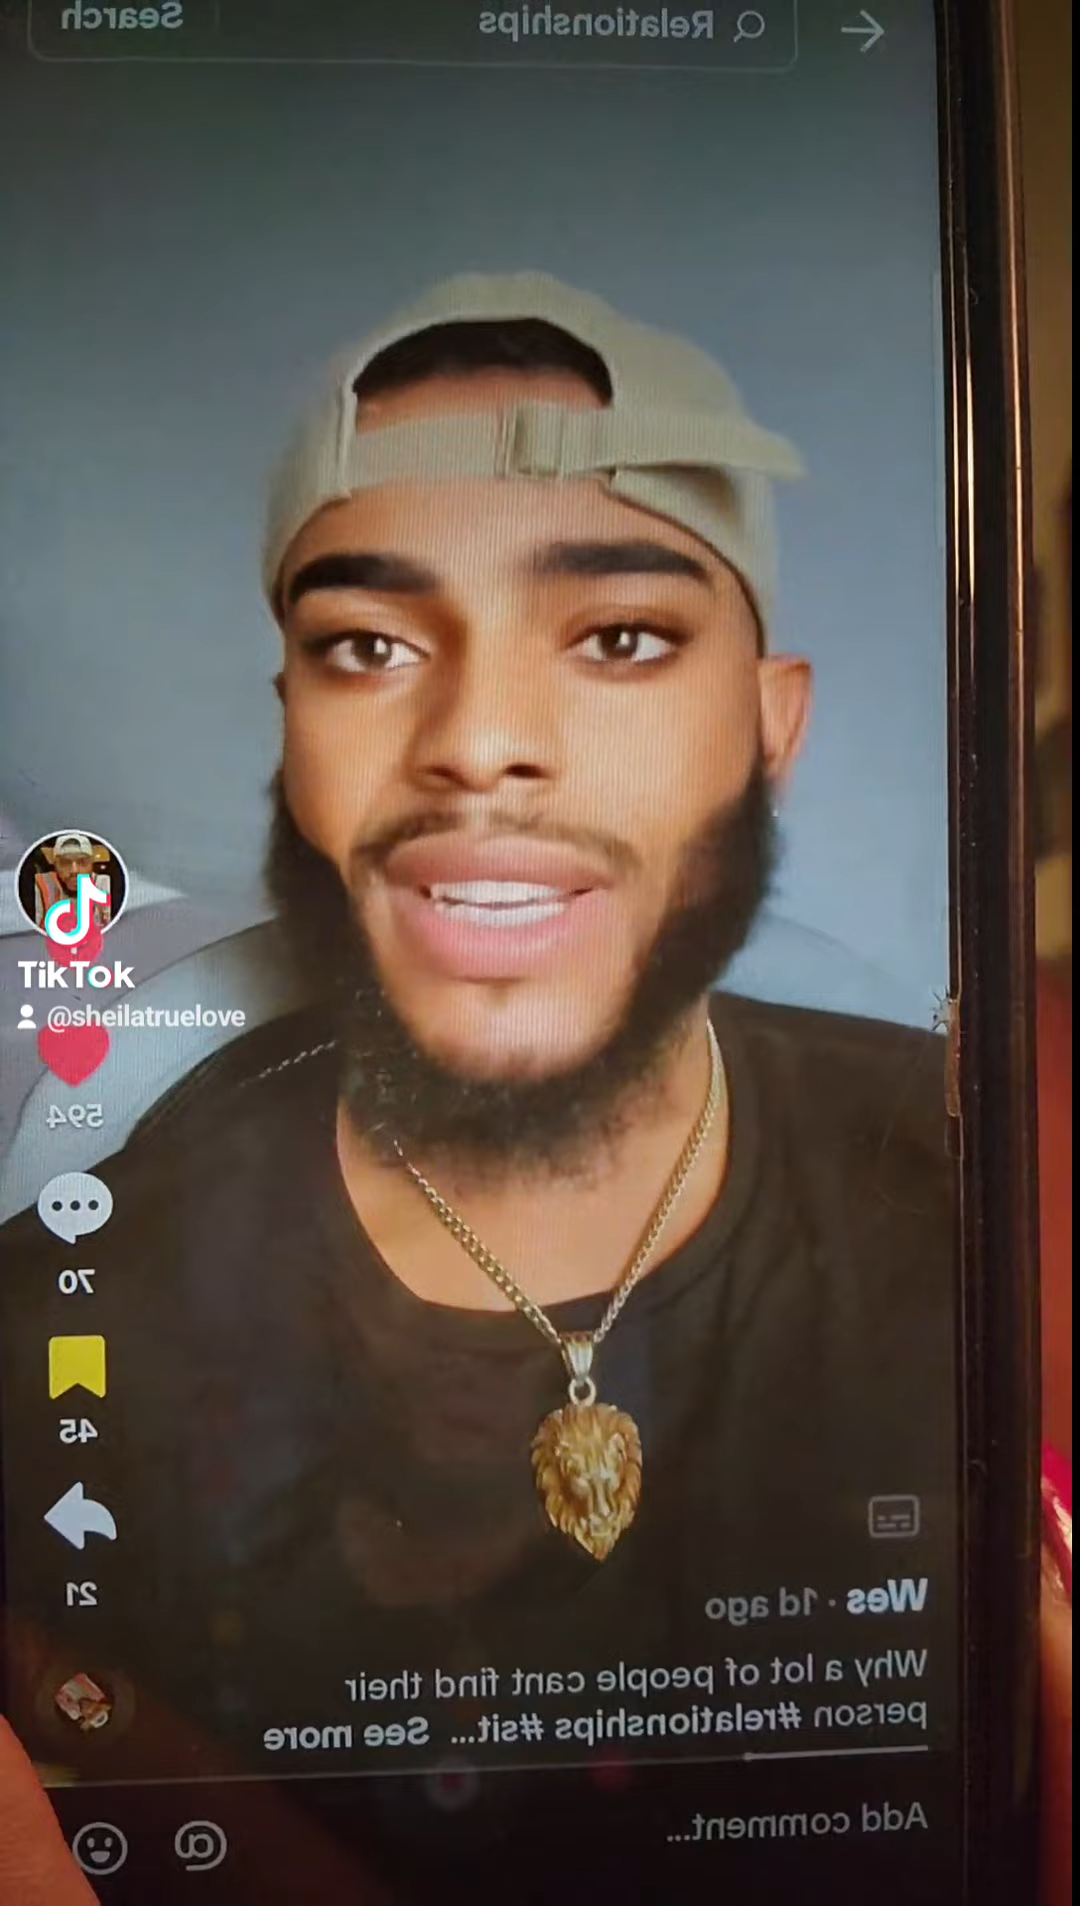 Relationships
Search
TikTok
@sheilatruelove
594
70
45
21
Wes · 1d ago
Why a lot of people cant find their
person #relationships #sit... See more
Add comment...